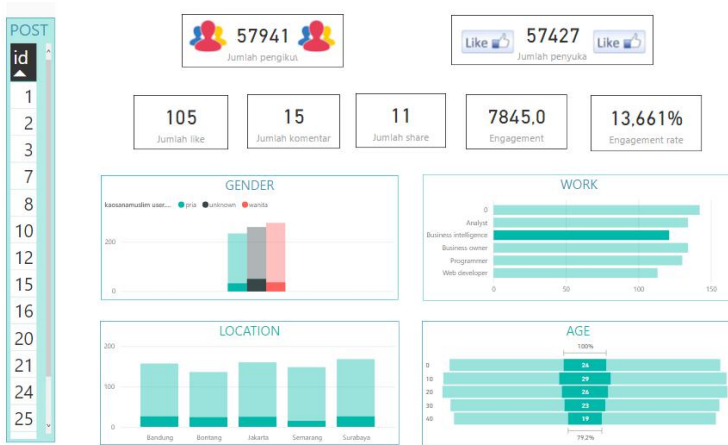 POST
id
1
2
3
7
8
10
12
15
16
20
21
24
25
57941
Jumlah pengikut
Like 57427 Like
Jumlah penyuka
105
Jumlah like
15
Jumlah komentar
11
Jumlah share
7845,0
Engagement
13,661%
Engagement rate
GENDER
kaosanamuslim user.... pria unknown wanita
200
0
WORK
0
Analyst
Business intelligence
Business owner
Programmer
Web developer
0 50 100 150
LOCATION
200
100
0
Bandung Bontang Jakarta Semarang Surabaya
AGE
100%
0 26
10 29
20 26
30 23
40 19
79.2%